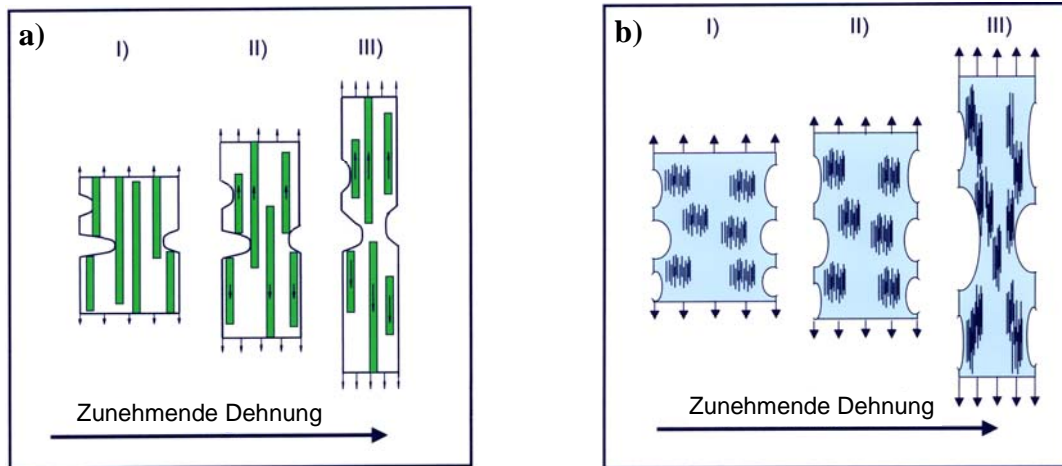 a)
I)
II)
III)
Zunehmende Dehnung
b)
I)
II)
III)
Zunehmende Dehnung